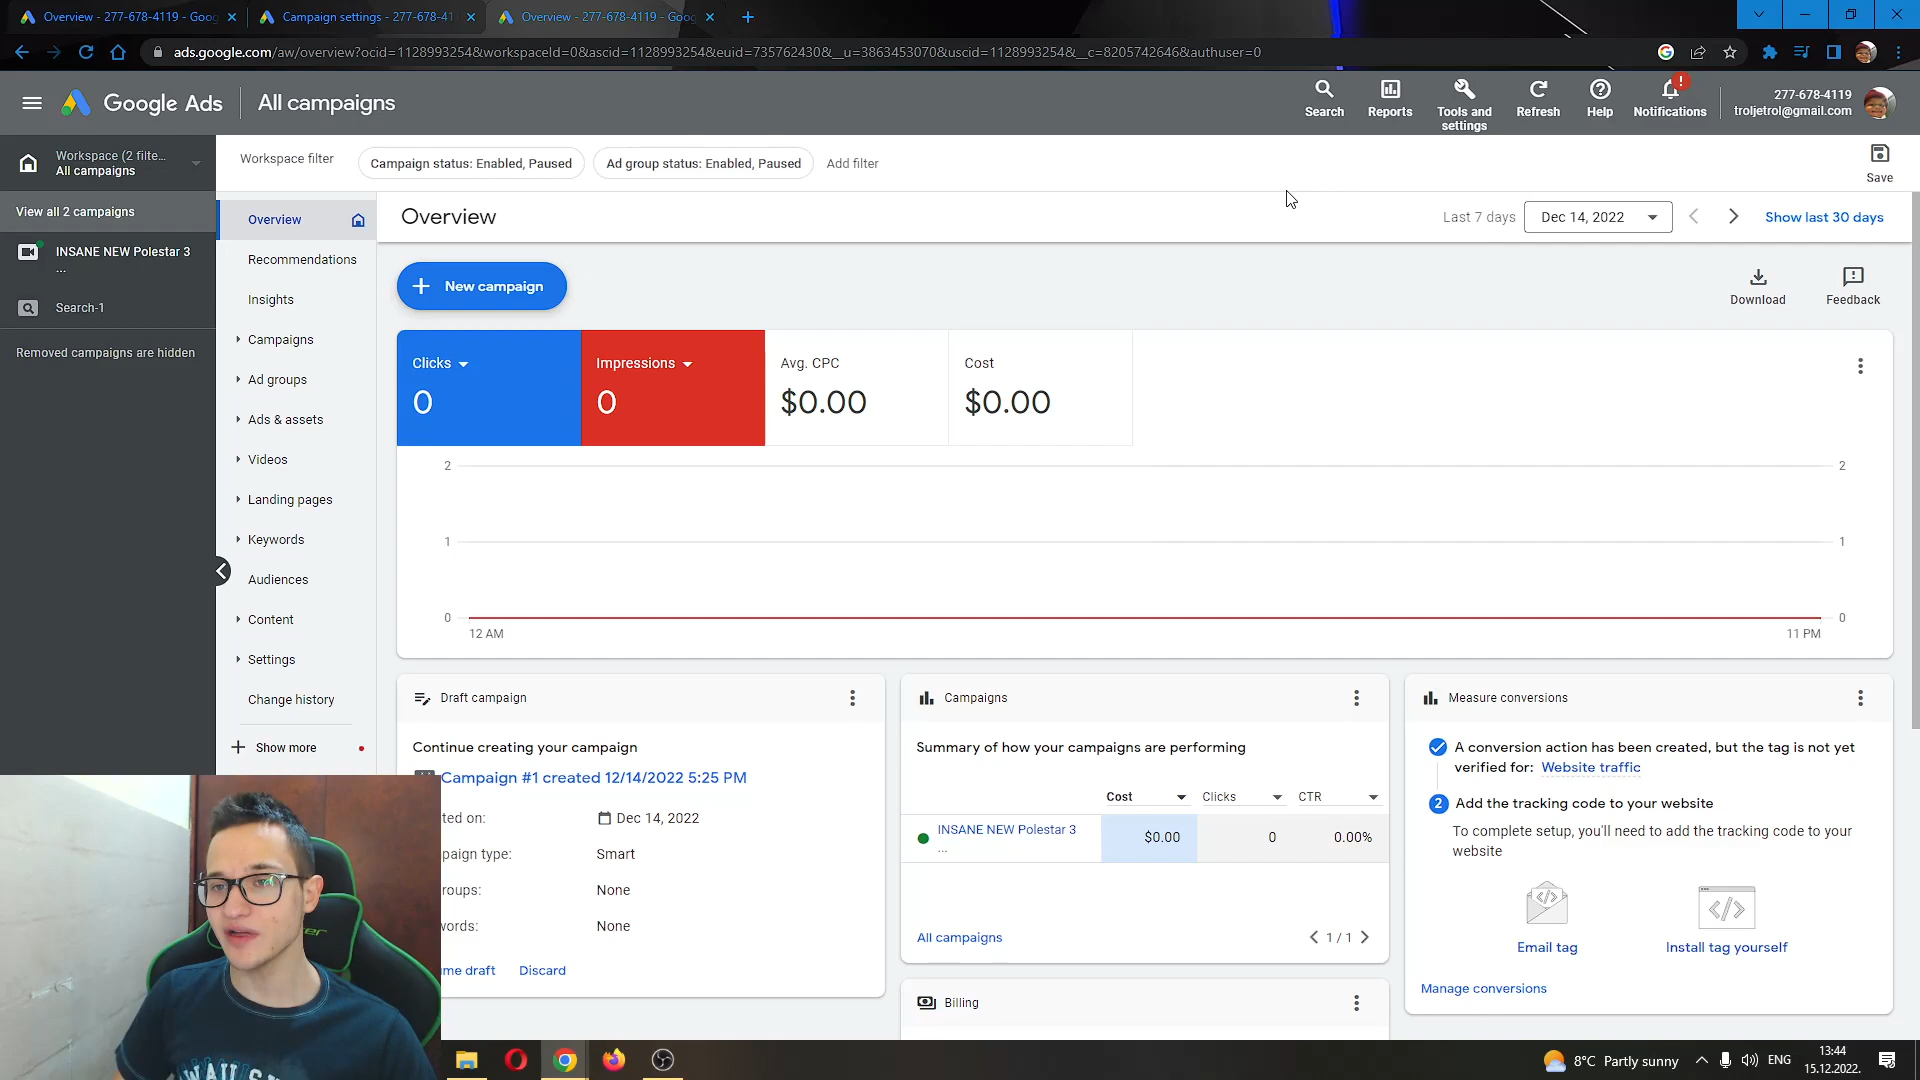 Overview - 277-678-4119 - Goog
Campaign settings - 277-678-41
Overview - 277-678-4119 - Goog
ads.google.com/aw/overview?ocid=1128993254&workspaceId=0&ascid=1128993254&euid=735762430&__u=3863453070&uscid=1128993254&__c=8205742646&authuser=0
Google Ads
All campaigns
Search
Reports
Tools and settings
Refresh
Help
Notifications
277-678-4119
troljetrol@gmail.com
Workspace (2 filte...
All campaigns
View all 2 campaigns
INSANE NEW Polestar 3
...
Search-1
Removed campaigns are hidden
Workspace filter
Campaign status: Enabled, Paused
Ad group status: Enabled, Paused
Add filter
Save
Overview
Recommendations
Insights
Campaigns
Ad groups
Ads & assets
Videos
Landing pages
Keywords
Audiences
Content
Settings
Change history
Show more
Overview
Last 7 days
Dec 14, 2022
Show last 30 days
New campaign
Download
Feedback
Clicks
0
Impressions
0
Avg. CPC
$0.00
Cost
$0.00
2
2
1
1
0
0
12 AM
11 PM
Draft campaign
Continue creating your campaign
Campaign #1 created 12/14/2022 5:25 PM
ted on:
Dec 14, 2022
paign type:
Smart
roups:
None
words:
None
me draft
Discard
Campaigns
Summary of how your campaigns are performing
Cost
Clicks
CTR
INSANE NEW Polestar 3
...
$0.00
0
0.00%
All campaigns
1 / 1
Billing
Measure conversions
A conversion action has been created, but the tag is not yet
verified for: Website traffic
2
Add the tracking code to your website
To complete setup, you'll need to add the tracking code to your
website
Email tag
Install tag yourself
Manage conversions
8°C Partly sunny
ENG
13:44
15.12.2022.